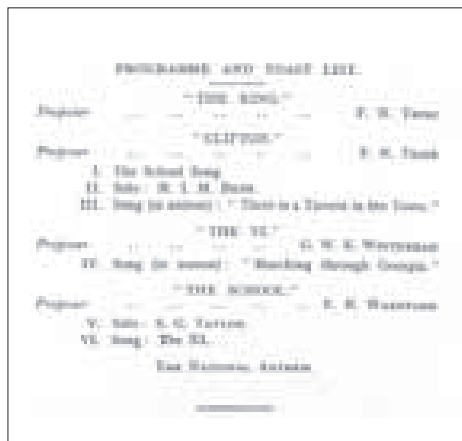 PROGRAMME AND TOAST LIST.
"THE KING."
Proposer .. .. .. .. ..
"CLIFTON."
Proposer .. .. .. .. ..
I. The School Song.
II. Solo:
III. Song (in unison): "There is a Tavern in the Town."
"THE VI."
Proposer .. .. .. .. G. W. K.
IV. Song (in unison): "Marching through Georgia."
"THE SCHOOL."
Proposer .. .. .. .. ..
V. Solo: S. G.
VI. Song: The XI.
THE NATIONAL ANTHEM.